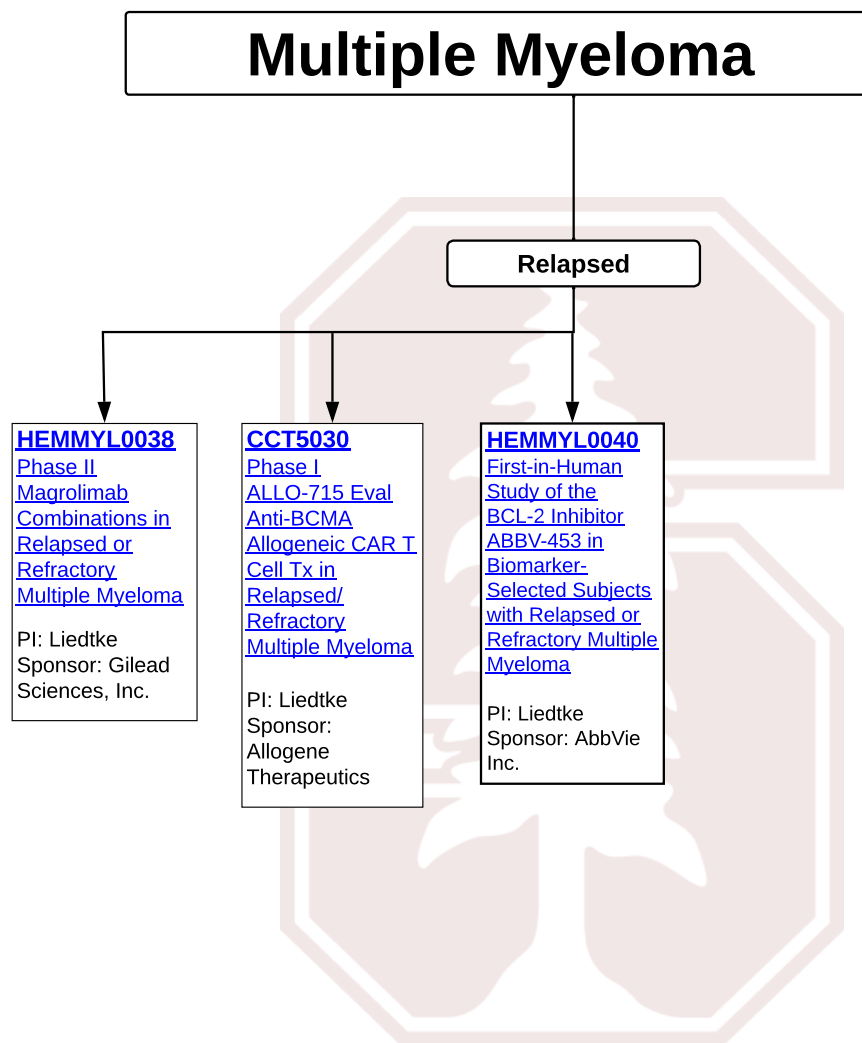 Multiple Myeloma
Relapsed
HEMMYL0038
Phase II
Magrolimab
Combinations in
Relapsed or
Refractory
Multiple Myeloma
PI: Liedtke
Sponsor: Gilead
Sciences, Inc.
CCT5030
Phase I
ALLO-715 Eval
Anti-BCMA
Allogeneic CAR T
Cell Tx in
Relapsed/
Refractory
Multiple Myeloma
PI: Liedtke
Sponsor:
Allogene
Therapeutics
HEMMYL0040
First-in-Human
Study of the
BCL-2 Inhibitor
ABBV-453 in
Biomarker-
Selected Subjects
with Relapsed or
Refractory Multiple
Myeloma
PI: Liedtke
Sponsor: AbbVie
Inc.